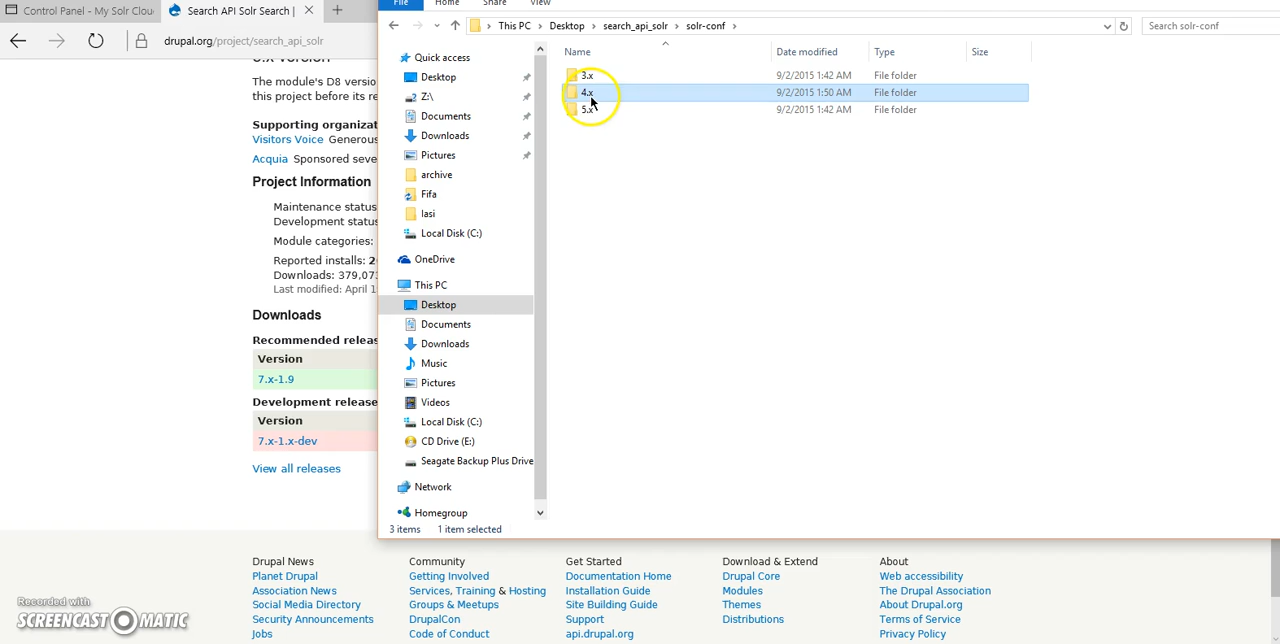 Control Panel - My Solr Clou
Search API Solr Search |
drupal.org/project/search_api_solr
The module's D8 versio
this project before its re
Supporting organizat
Visitors Voice Generous
Acquia Sponsored seve
Project Information
Maintenance status
Development statu
Module categories:
Reported installs: 2
Downloads: 379,07
Last modified: April 1
Downloads
Recommended releas
Version
7.x-1.9
Development release
Version
7.x-1.x-dev
View all releases
File Home Share View
This PC > Desktop > search_api_solr > solr-conf >
Search solr-conf
Name Date modified Type Size
3.x 9/2/2015 1:42 AM File folder
4.x 9/2/2015 1:50 AM File folder
5.x 9/2/2015 1:42 AM File folder
Quick access
Desktop
Z:\
Documents
Downloads
Pictures
archive
Fifa
Iasi
Local Disk (C:)
OneDrive
This PC
Desktop
Documents
Downloads
Music
Pictures
Videos
Local Disk (C:)
CD Drive (E:)
Seagate Backup Plus Drive
Network
Homegroup
3 items 1 item selected
Drupal News
Planet Drupal
Association News
Social Media Directory
Security Announcements
Jobs
Community
Getting Involved
Services, Training & Hosting
Groups & Meetups
DrupalCon
Code of Conduct
Get Started
Documentation Home
Installation Guide
Site Building Guide
Support
api.drupal.org
Download & Extend
Drupal Core
Modules
Themes
Distributions
About
Web accessibility
The Drupal Association
About Drupal.org
Terms of Service
Privacy Policy
Recorded with
SCREENCAST-O-MATIC